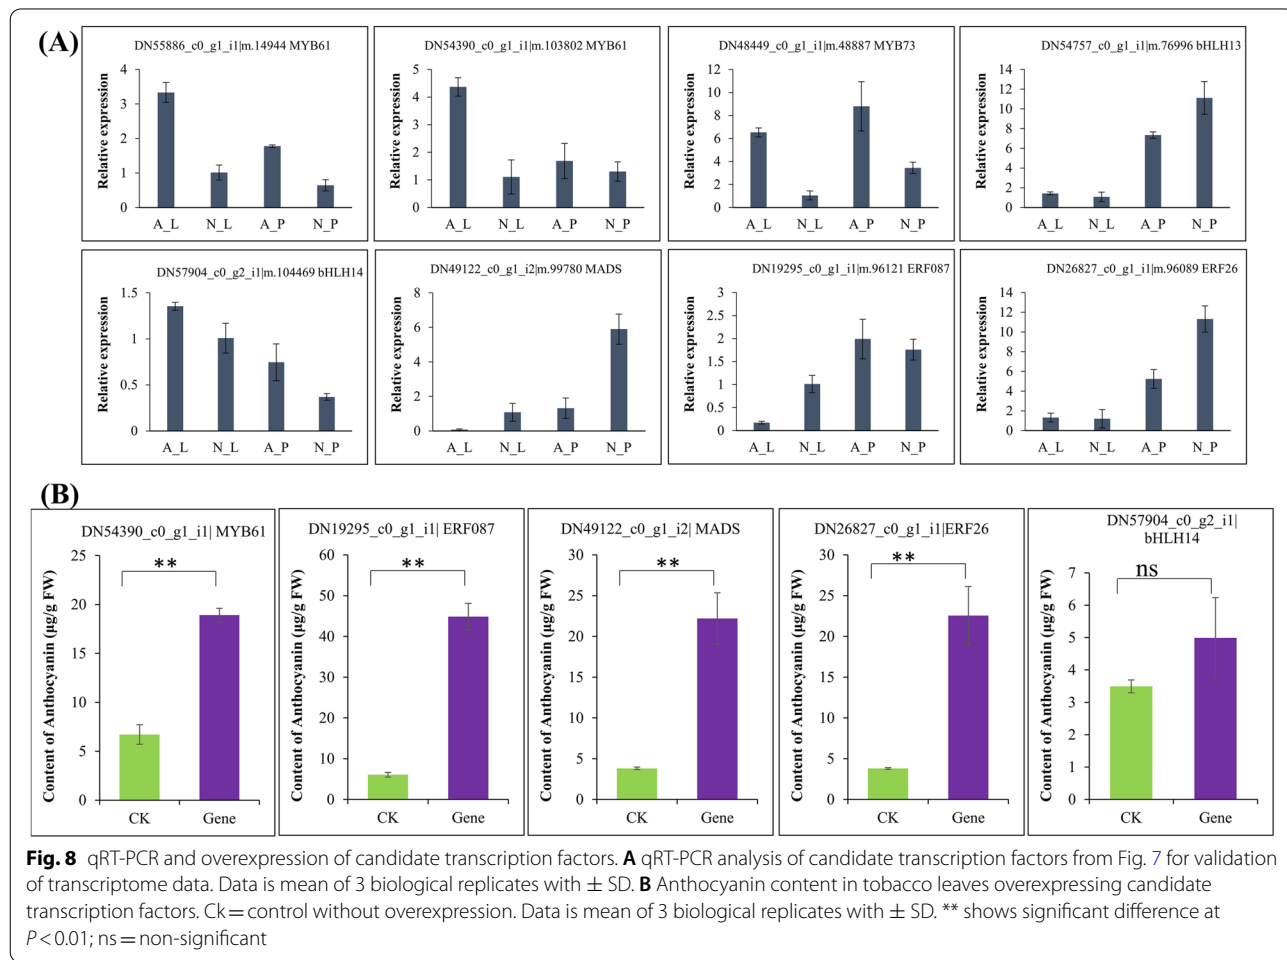 (A)
DN55886_c0_g1_i1|m.14944 MYB61
Relative expression
4
3
2
1
0
A_L N_L A_P N_P
DN54390_c0_g1_i1|m.103802 MYB61
Relative expression
5
4
3
2
1
0
A_L N_L A_P N_P
DN48449_c0_g1_i1|m.48887 MYB73
Relative expression
12
10
8
6
4
2
0
A_L N_L A_P N_P
DN54757_c0_g1_i1|m.76996 bHLH13
Relative expression
14
12
10
8
6
4
2
0
A_L N_L A_P N_P
DN57904_c0_g2_i1|m.104469 bHLH14
Relative expression
1.5
1
0.5
0
A_L N_L A_P N_P
DN49122_c0_g1_i2|m.99780 MADS
Relative expression
8
6
4
2
0
A_L N_L A_P N_P
DN19295_c0_g1_i1|m.96121 ERF087
Relative expression
3
2.5
2
1.5
1
0.5
0
A_L N_L A_P N_P
DN26827_c0_g1_i1|m.96089 ERF26
Relative expression
14
12
10
8
6
4
2
0
A_L N_L A_P N_P
(B)
DN54390_c0_g1_i1| MYB61
Content of Anthocyanin (µg/g FW)
25
20
15
10
5
0
**
CK Gene
DN19295_c0_g1_i1| ERF087
Content of Anthocyanin (µg/g FW)
60
50
40
30
20
10
0
**
CK Gene
DN49122_c0_g1_i2| MADS
Content of Anthocyanin (µg/g FW)
30
25
20
15
10
5
0
**
CK Gene
DN26827_c0_g1_i1|ERF26
Content of Anthocyanin (µg/g FW)
30
25
20
15
10
5
0
**
CK Gene
DN57904_c0_g2_i1|
bHLH14
Content of Anthocyanin (µg/g FW)
7
6
5
4
3
2
1
0
ns
CK Gene
Fig. 8 qRT-PCR and overexpression of candidate transcription factors. A qRT-PCR analysis of candidate transcription factors from Fig. 7 for validation
of transcriptome data. Data is mean of 3 biological replicates with ± SD. B Anthocyanin content in tobacco leaves overexpressing candidate
transcription factors. Ck = control without overexpression. Data is mean of 3 biological replicates with ± SD. ** shows significant difference at
P < 0.01; ns = non-significant